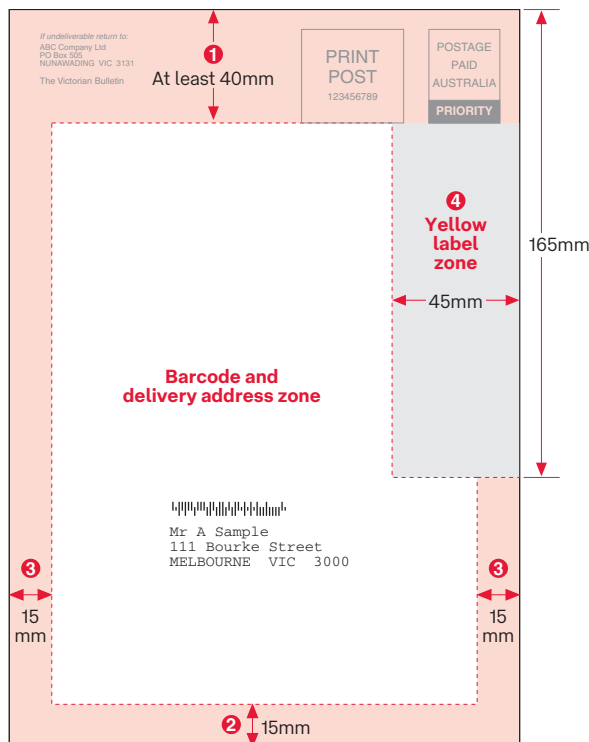 If undeliverable return to:
ABC Company Ltd
PO Box 505
NUNAWADING VIC 3131
The Victorian Bulletin
1
At least 40mm
PRINT
POST
123456789
POSTAGE
PAID
AUSTRALIA
PRIORITY
4
Yellow
label
zone
165mm
45mm
Barcode and
delivery address zone
Mr A Sample
111 Bourke Street
MELBOURNE VIC 3000
3
15
mm
3
15
mm
2
15mm